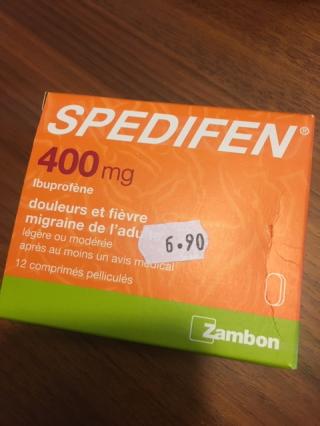 SPEDIFEN®
400 mg
Ibuprofène
douleurs et fièvre
migraine de l'adu
6.90
légère ou modérée
après au moins un avis médical
12 comprimés pelliculés
Zambon